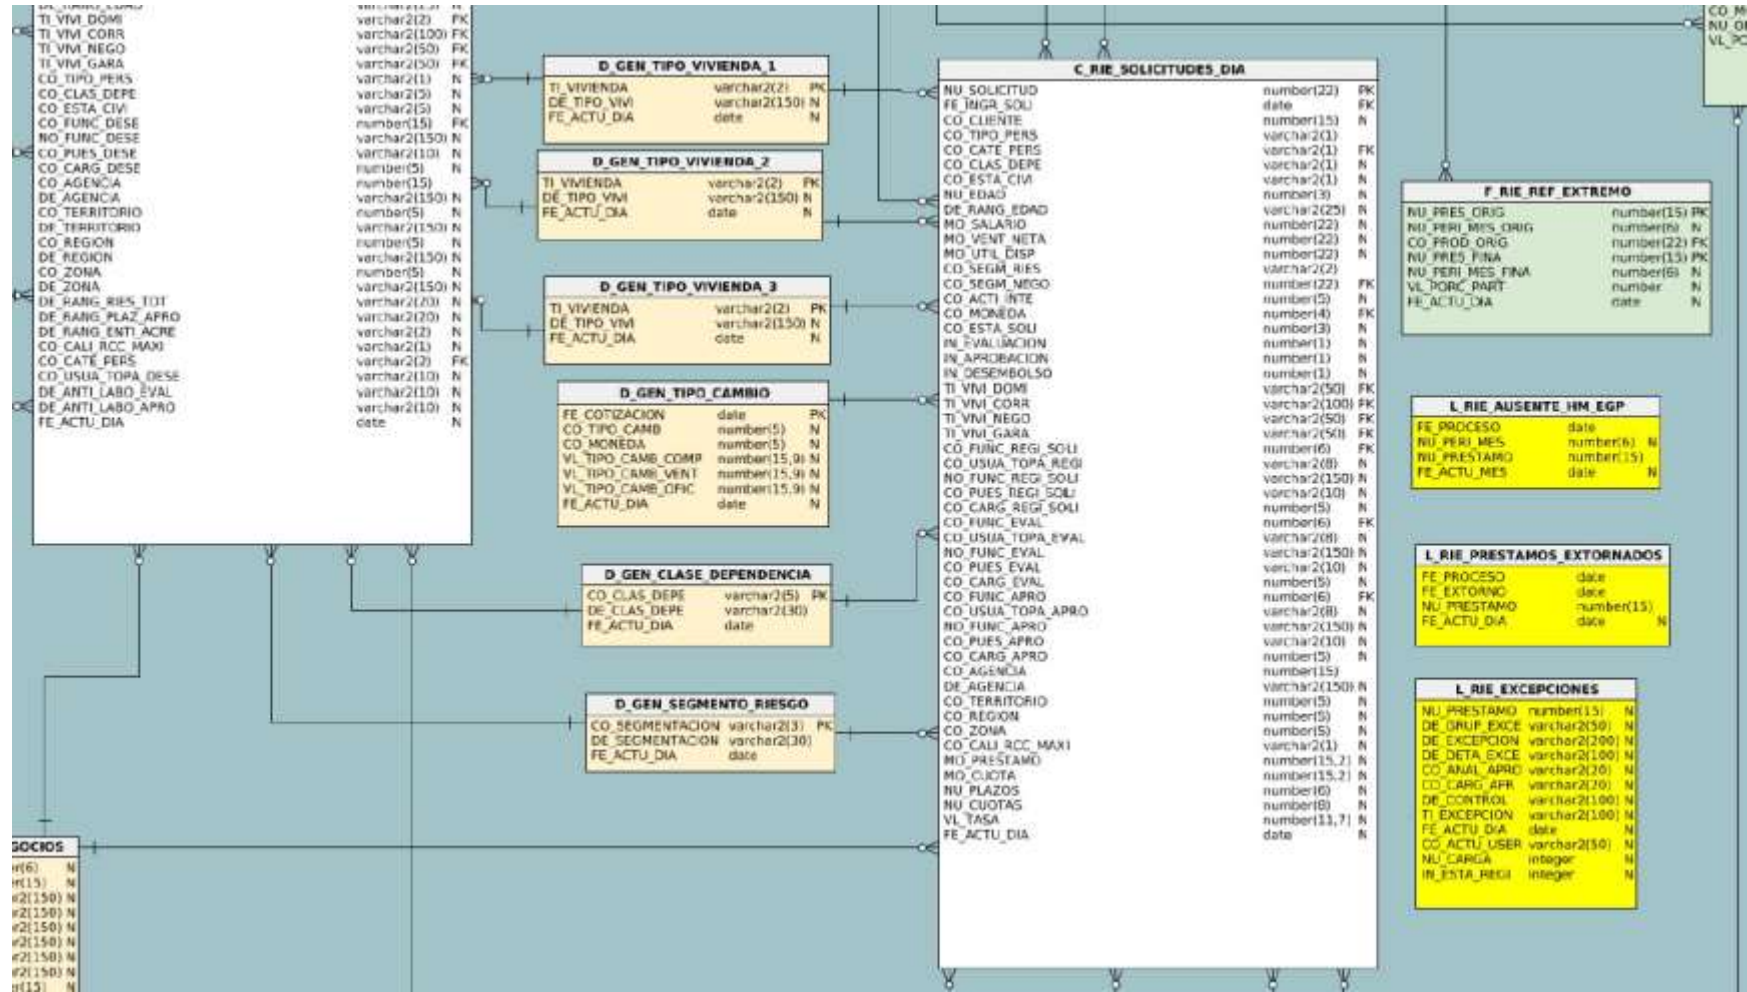 TI_VIVI_DOMI varchar2(2) FK
TI_VIVI_CORR varchar2(100) FK
TI_VIVI_NEGO varchar2(50) FK
TI_VIVI_GARA varchar2(50) FK
CO_TIPO_PERS varchar2(1) N
CO_CLAS_DEPE varchar2(5) N
CO_ESTA_CIVI varchar2(5) N
CO_FUNC_DESE number(15) FK
NO_FUNC_DESE varchar2(150) N
CO_PUES_DESE varchar2(10) N
CO_CARG_DESE number(5) N
CO_AGENCIA number(15)
DE_AGENCIA varchar2(150) N
CO_TERRITORIO number(5) N
DE_TERRITORIO varchar2(150) N
CO_REGION number(5) N
DE_REGION varchar2(150) N
CO_ZONA number(5) N
DE_ZONA varchar2(150) N
DE_RANG_RIES_TOT varchar2(20) N
DE_RANG_PLAZ_APRO varchar2(20) N
DE_RANG_ENTI_ACRE varchar2(2) N
CO_CALI_RCC_MAXI varchar2(1) N
CO_CATE_PERS varchar2(2) FK
CO_USUA_TOPA_DESE varchar2(10) N
DE_ANTI_LABO_EVAL varchar2(10) N
DE_ANTI_LABO_APRO varchar2(10) N
FE_ACTU_DIA date N
D_GEN_TIPO_VIVIENDA_1
TI_VIVIENDA varchar2(2) PK
DE_TIPO_VIVI varchar2(150) N
FE_ACTU_DIA date N
D_GEN_TIPO_VIVIENDA_2
TI_VIVIENDA varchar2(2) PK
DE_TIPO_VIVI varchar2(150) N
FE_ACTU_DIA date N
D_GEN_TIPO_VIVIENDA_3
TI_VIVIENDA varchar2(2) PK
DE_TIPO_VIVI varchar2(150) N
FE_ACTU_DIA date N
D_GEN_TIPO_CAMBIO
FE_COTIZACION date PK
CO_TIPO_CAMB number(5) N
CO_MONEDA number(5) N
VL_TIPO_CAMB_COMP number(15,9) N
VL_TIPO_CAMB_VENT number(15,9) N
VL_TIPO_CAMB_OFIC number(15,9) N
FE_ACTU_DIA date N
D_GEN_CLASE_DEPENDENCIA
CO_CLAS_DEPE varchar2(5) PK
DE_CLAS_DEPE varchar2(30)
FE_ACTU_DIA date
D_GEN_SEGMENTO_RIESGO
CO_SEGMENTACION varchar2(3) PK
DE_SEGMENTACION varchar2(30)
FE_ACTU_DIA date
C_RIE_SOLICITUDES_DIA
NU_SOLICITUD number(22) PK
FE_INGR_SOLI date FK
CO_CLIENTE number(15) N
CO_TIPO_PERS varchar2(1)
CO_CATE_PERS varchar2(1) FK
CO_CLAS_DEPE varchar2(1) N
CO_ESTA_CIVI varchar2(1) N
NU_EDAD number(3) N
DE_RANG_EDAD varchar2(25) N
MO_SALARIO number(22) N
MO_VENT_NETA number(22) N
MO_UTIL_DISP number(22) N
CO_SEGM_RIES varchar2(2)
CO_SEGM_NEGO number(22) FK
CO_ACTI_INTE number(5) N
CO_MONEDA number(4) FK
CO_ESTA_SOLI number(3) N
IN_EVALUACION number(1) N
IN_APROBACION number(1) N
IN_DESEMBOLSO number(1) N
TI_VIVI_DOMI varchar2(50) FK
TI_VIVI_CORR varchar2(100) FK
TI_VIVI_NEGO varchar2(50) FK
TI_VIVI_GARA varchar2(50) FK
CO_FUNC_REGI_SOLI number(6) FK
CO_USUA_TOPA_REGI varchar2(8) N
NO_FUNC_REGI_SOLI varchar2(150) N
CO_PUES_REGI_SOLI varchar2(10) N
CO_CARG_REGI_SOLI number(5) N
CO_FUNC_EVAL number(6) FK
CO_USUA_TOPA_EVAL varchar2(8) N
NO_FUNC_EVAL varchar2(150) N
CO_PUES_EVAL varchar2(10) N
CO_CARG_EVAL number(5) N
CO_FUNC_APRO number(6) FK
CO_USUA_TOPA_APRO varchar2(8) N
NO_FUNC_APRO varchar2(150) N
CO_PUES_APRO varchar2(10) N
CO_CARG_APRO number(5) N
CO_AGENCIA number(15)
DE_AGENCIA varchar2(150) N
CO_TERRITORIO number(5) N
CO_REGION number(5) N
CO_ZONA number(5) N
CO_CALI_RCC_MAXI varchar2(1) N
MO_PRESTAMO number(15,2) N
MO_CUOTA number(15,2) N
NU_PLAZOS number(6) N
NU_CUOTAS number(8) N
VL_TASA number(11,7) N
FE_ACTU_DIA date N
F_RIE_REF_EXTREMO
NU_PRES_ORIG number(15) PK
NU_PERI_MES_ORIG number(6) N
CO_PROD_ORIG number(22) FK
NU_PRES_FINA number(15) PK
NU_PERI_MES_FINA number(6) N
VL_PORC_PART number N
FE_ACTU_DIA date N
L_RIE_AUSENTE_HM_EGP
FE_PROCESO date
NU_PERI_MES number(6) N
NU_PRESTAMO number(15)
FE_ACTU_MES date N
L_RIE_PRESTAMOS_EXTORNADOS
FE_PROCESO date
FE_EXTORNO date
NU_PRESTAMO number(15)
FE_ACTU_DIA date N
L_RIE_EXCEPCIONES
NU_PRESTAMO number(15) N
DE_GRUP_EXCE varchar2(50) N
DE_EXCEPCION varchar2(200) N
DE_DETA_EXCE varchar2(100) N
CO_ANAL_APRO varchar2(20) N
CO_CARG_APR varchar2(20) N
DE_CONTROL varchar2(100) N
TI_EXCEPCION varchar2(100) N
FE_ACTU_DIA date N
CO_ACTU_USER varchar2(50) N
NU_CARGA integer N
IN_ESTA_REGI integer N